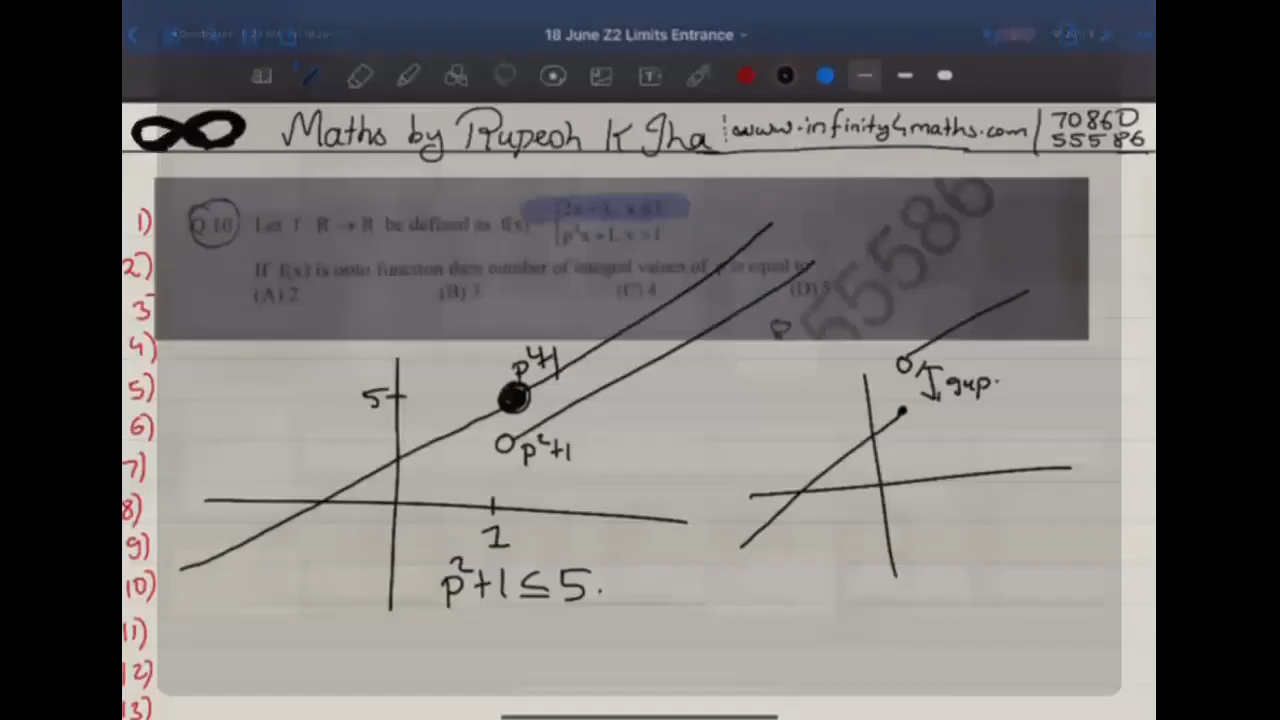 18 June Z2 Limits Entrance
Maths by Rupesh K Jha www.infinity4maths.com 70860
55586
1)
2)
3
4)
5)
6)
7)
8)
9)
10)
11)
12)
13)
Q.10 Let f R → R be defined as f(x)
p²x+1, x>1
If f(x) is onto function then number of integral values of p is equal to
(A) 2 (B) 3 (C) 4 (D) 5
55586
5
p²+1
1
p²+1 ≤ 5.
gap.